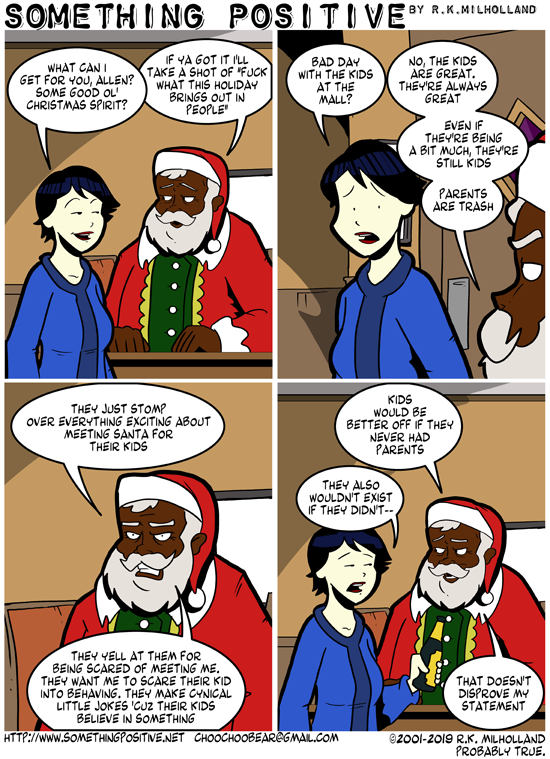 SOMETHING POSITIVE BY R.K.MILHOLLAND
WHAT CAN I
GET FOR YOU, ALLEN?
SOME GOOD OL'
CHRISTMAS SPIRIT?
IF YA GOT IT I'LL
TAKE A SHOT OF "FUCK
WHAT THIS HOLIDAY
BRINGS OUT IN
PEOPLE"
BAD DAY
WITH THE KIDS
AT THE
MALL?
NO, THE KIDS
ARE GREAT.
THEY'RE ALWAYS
GREAT
EVEN IF
THEY'RE BEING
A BIT MUCH, THEY'RE
STILL KIDS
PARENTS
ARE TRASH
THEY JUST STOMP
OVER EVERYTHING EXCITING ABOUT
MEETING SANTA FOR
THEIR KIDS
THEY YELL AT THEM FOR
BEING SCARED OF MEETING ME.
THEY WANT ME TO SCARE THEIR KID
INTO BEHAVING. THEY MAKE CYNICAL
LITTLE JOKES 'CUZ THEIR KIDS
BELIEVE IN SOMETHING
KIDS
WOULD BE
BETTER OFF IF THEY
NEVER HAD
PARENTS
THEY ALSO
WOULDN'T EXIST
IF THEY DIDN'T--
THAT DOESN'T
DISPROVE MY
STATEMENT
HTTP://WWW.SOMETHINGPOSITIVE.NET CHOOCHOOBEAR@GMAIL.COM ©2001-2019 R.K. MILHOLLAND
PROBABLY TRUE.